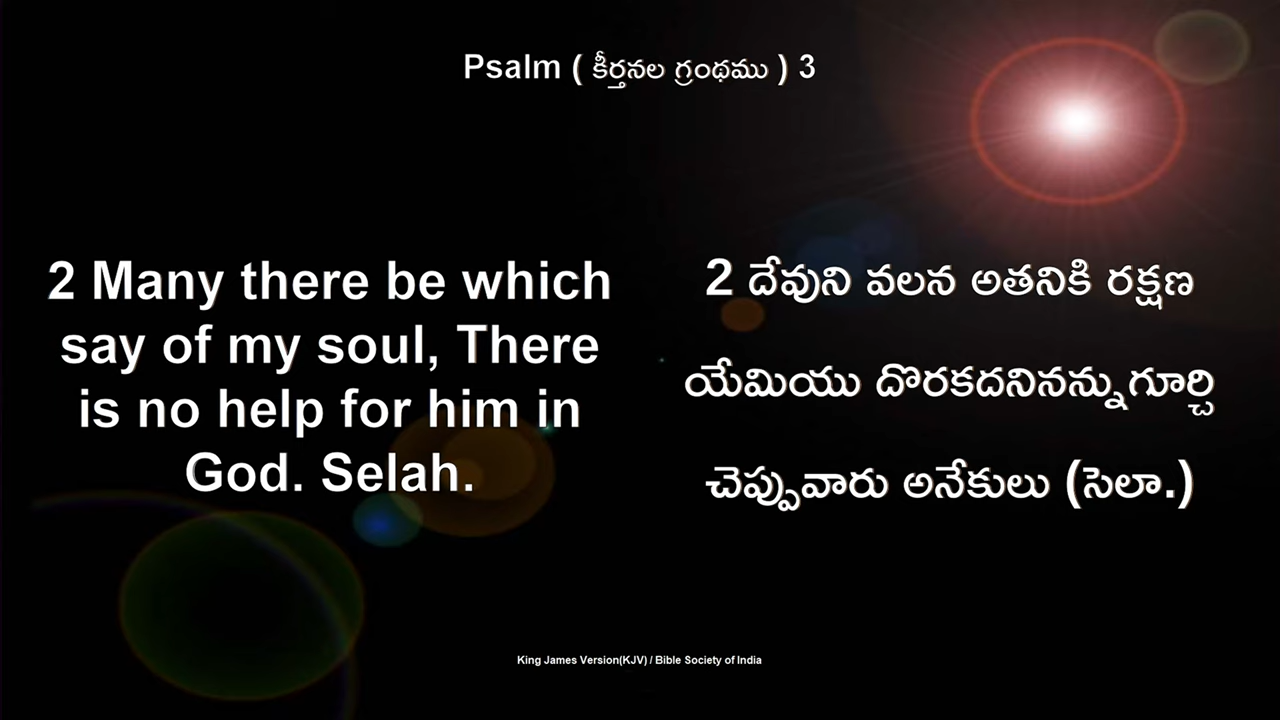 Psalm ( కీర్తనల గ్రంథము ) 3
2 Many there be which
say of my soul, There
is no help for him in
God. Selah.
2 దేవుని వలన అతనికి రక్షణ
యేమియు దొరకదనినన్నుగూర్చి
చెప్పువారు అనేకులు (సెలా.)
King James Version(KJV) / Bible Society of India